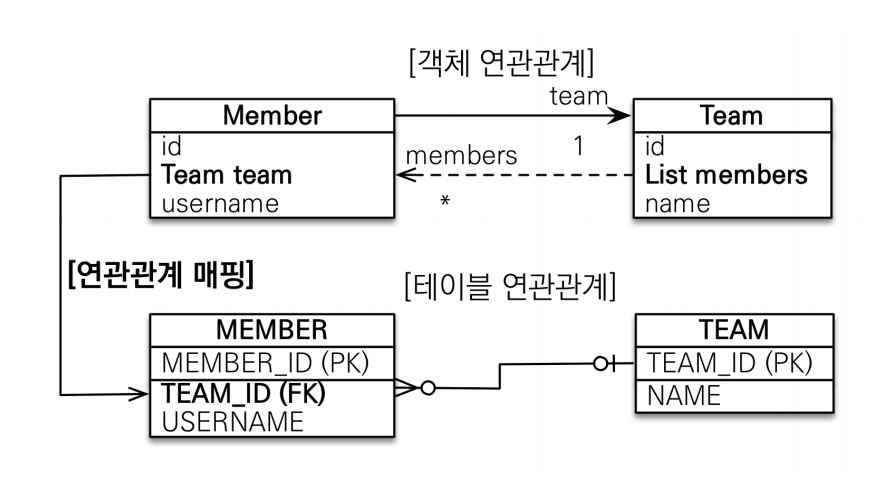 [객체 연관관계]
team
Member
id
Team team
username
members
1
*
Team
id
List members
name
[연관관계 매핑]
[테이블 연관관계]
MEMBER
MEMBER_ID (PK)
TEAM_ID (FK)
USERNAME
TEAM
TEAM_ID (PK)
NAME